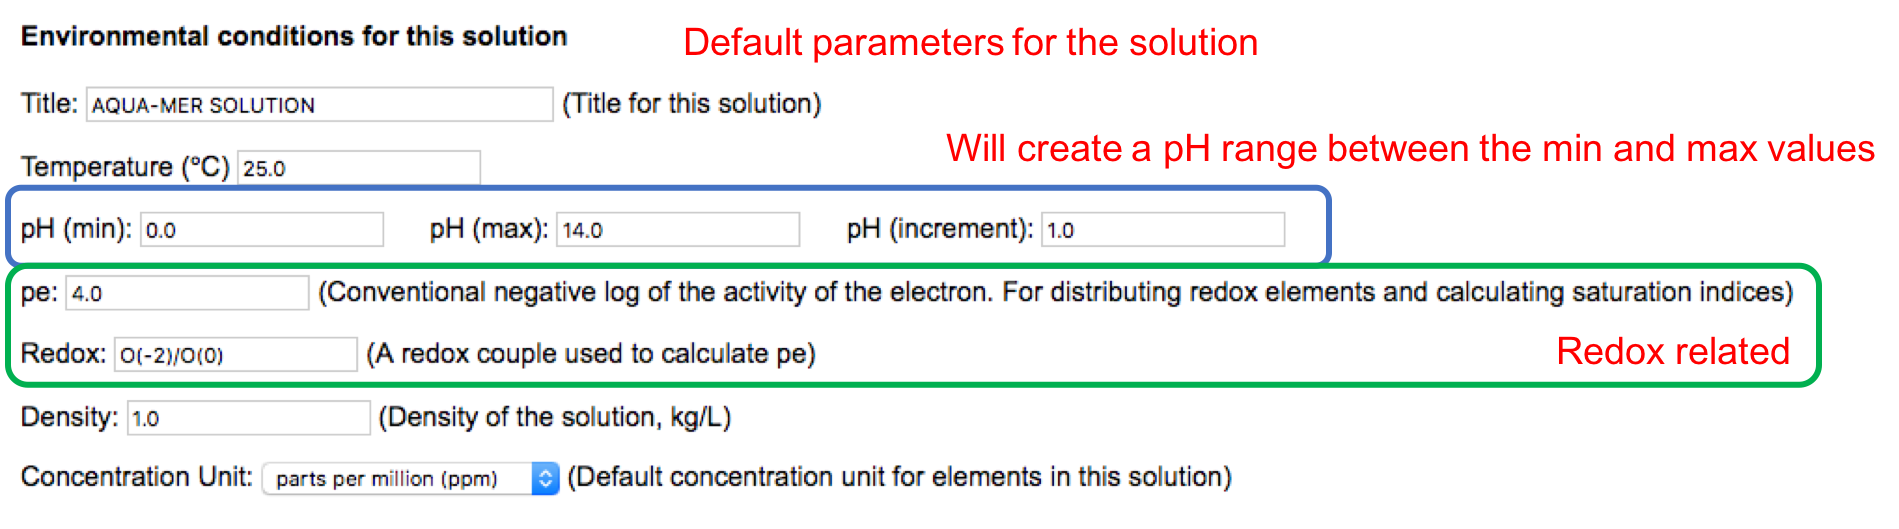 Environmental conditions for this solution
Default parameters for the solution
Title: AQUA-MER SOLUTION (Title for this solution)
Will create a pH range between the min and max values
Temperature (°C) 25.0
pH (min): 0.0 pH (max): 14.0 pH (increment): 1.0
pe: 4.0 (Conventional negative log of the activity of the electron. For distributing redox elements and calculating saturation indices)
Redox: O(-2)/O(0) (A redox couple used to calculate pe)
Redox related
Density: 1.0 (Density of the solution, kg/L)
Concentration Unit: parts per million (ppm) (Default concentration unit for elements in this solution)